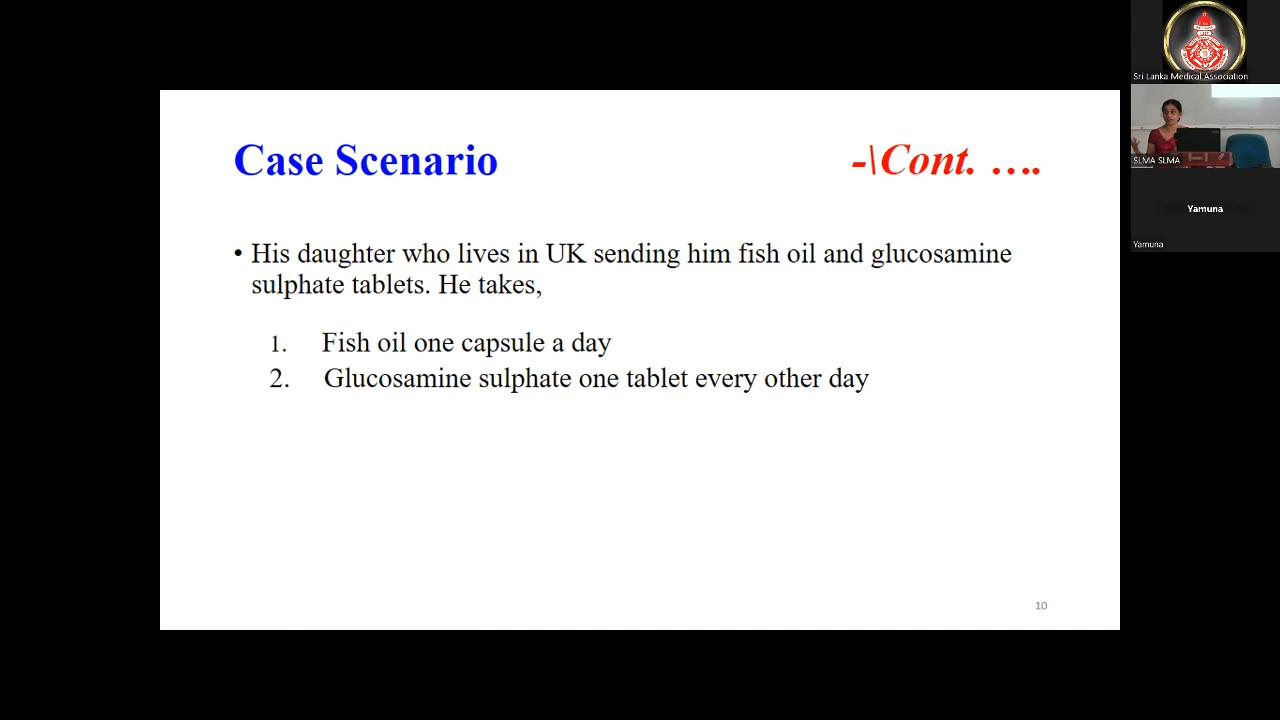 Case Scenario
-\Cont. ....
• His daughter who lives in UK sending him fish oil and glucosamine
sulphate tablets. He takes,
1. Fish oil one capsule a day
2. Glucosamine sulphate one tablet every other day
10
Sri Lanka Medical Association
SLMA SLMA
Yamuna
Yamuna